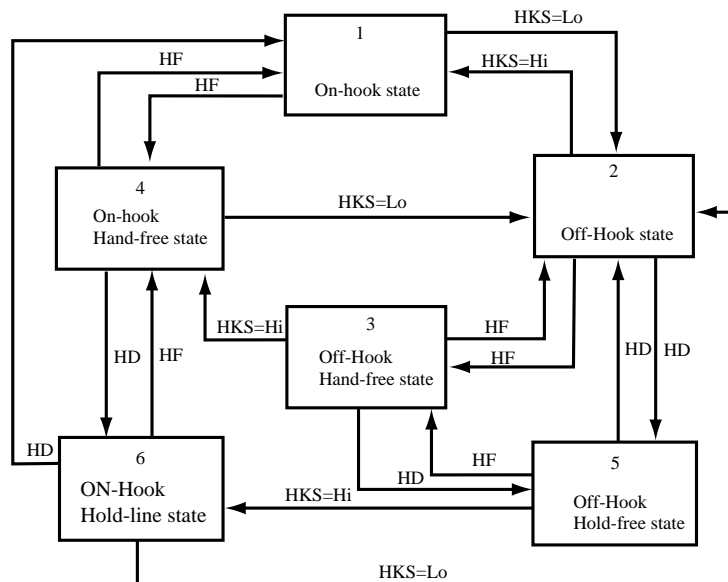 1
HKS=Lo
HF
HKS=Hi
HF
On-hook state
4
2
On-hook
Hand-free state
HKS=Lo
Off-Hook state
3
HKS=Hi
HF
Off-Hook
Hand-free state
HF
HD
HF
HD
HD
6
HD
HF
5
HD
ON-Hook
Hold-line state
HKS=Hi
Off-Hook
Hold-free state
HKS=Lo